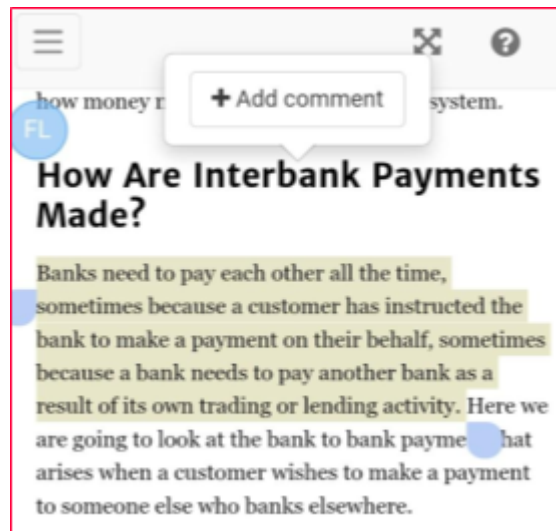 how money
+ Add comment
system.
FL
How Are Interbank Payments
Made?
Banks need to pay each other all the time,
sometimes because a customer has instructed the
bank to make a payment on their behalf, sometimes
because a bank needs to pay another bank as a
result of its own trading or lending activity. Here we
are going to look at the bank to bank payme hat
arises when a customer wishes to make a payment
to someone else who banks elsewhere.